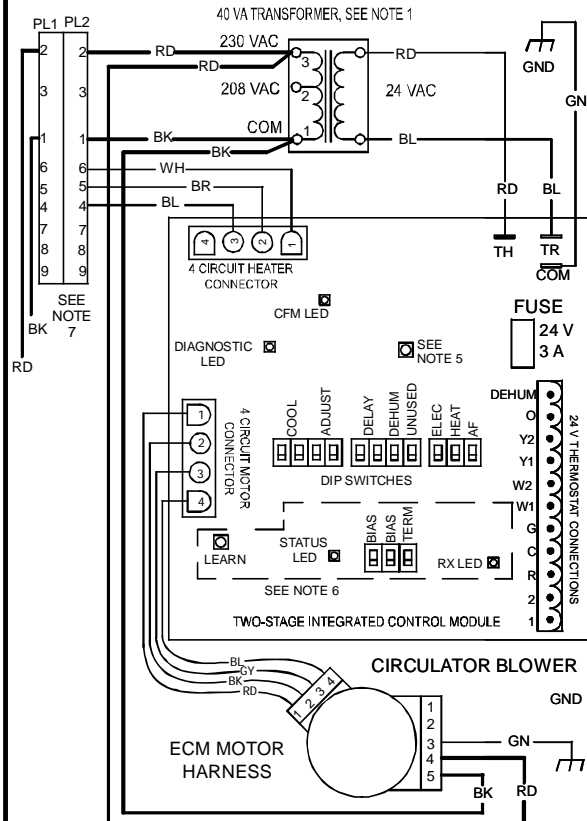 40 VA TRANSFORMER, SEE NOTE 1
PL1 PL2
2 2
3 3
1 1
6 6
5 5
4 4
7 7
8 8
9 9
SEE
NOTE
7
BK
RD
RD
RD
BK
BK
WH
BR
BL
230 VAC
208 VAC
COM
3
2
1
24 VAC
RD
BL
RD
BL
GND
GN
TH
TR
COM
4 3 2 1
4 CIRCUIT HEATER
CONNECTOR
CFM LED
DIAGNOSTIC
LED
SEE
NOTE 5
FUSE
24 V
3 A
1
2
3
4
4 CIRCUIT MOTOR
CONNECTOR
COOL
ADJUST
DELAY
DEHUM
UNUSED
ELEC
HEAT
AF
DIP SWITCHES
DEHUM
O
Y2
Y1
W2
W1
G
C
R
2
1
24 V THERMOSTAT CONNECTIONS
LEARN
STATUS
LED
BIAS
BIAS
TERM
RX LED
SEE NOTE 6
TWO-STAGE INTEGRATED CONTROL MODULE
BL
GY
BK
RD
1 2 3 4
CIRCULATOR BLOWER
ECM MOTOR
HARNESS
1
2
3
4
5
GND
GN
BK
RD